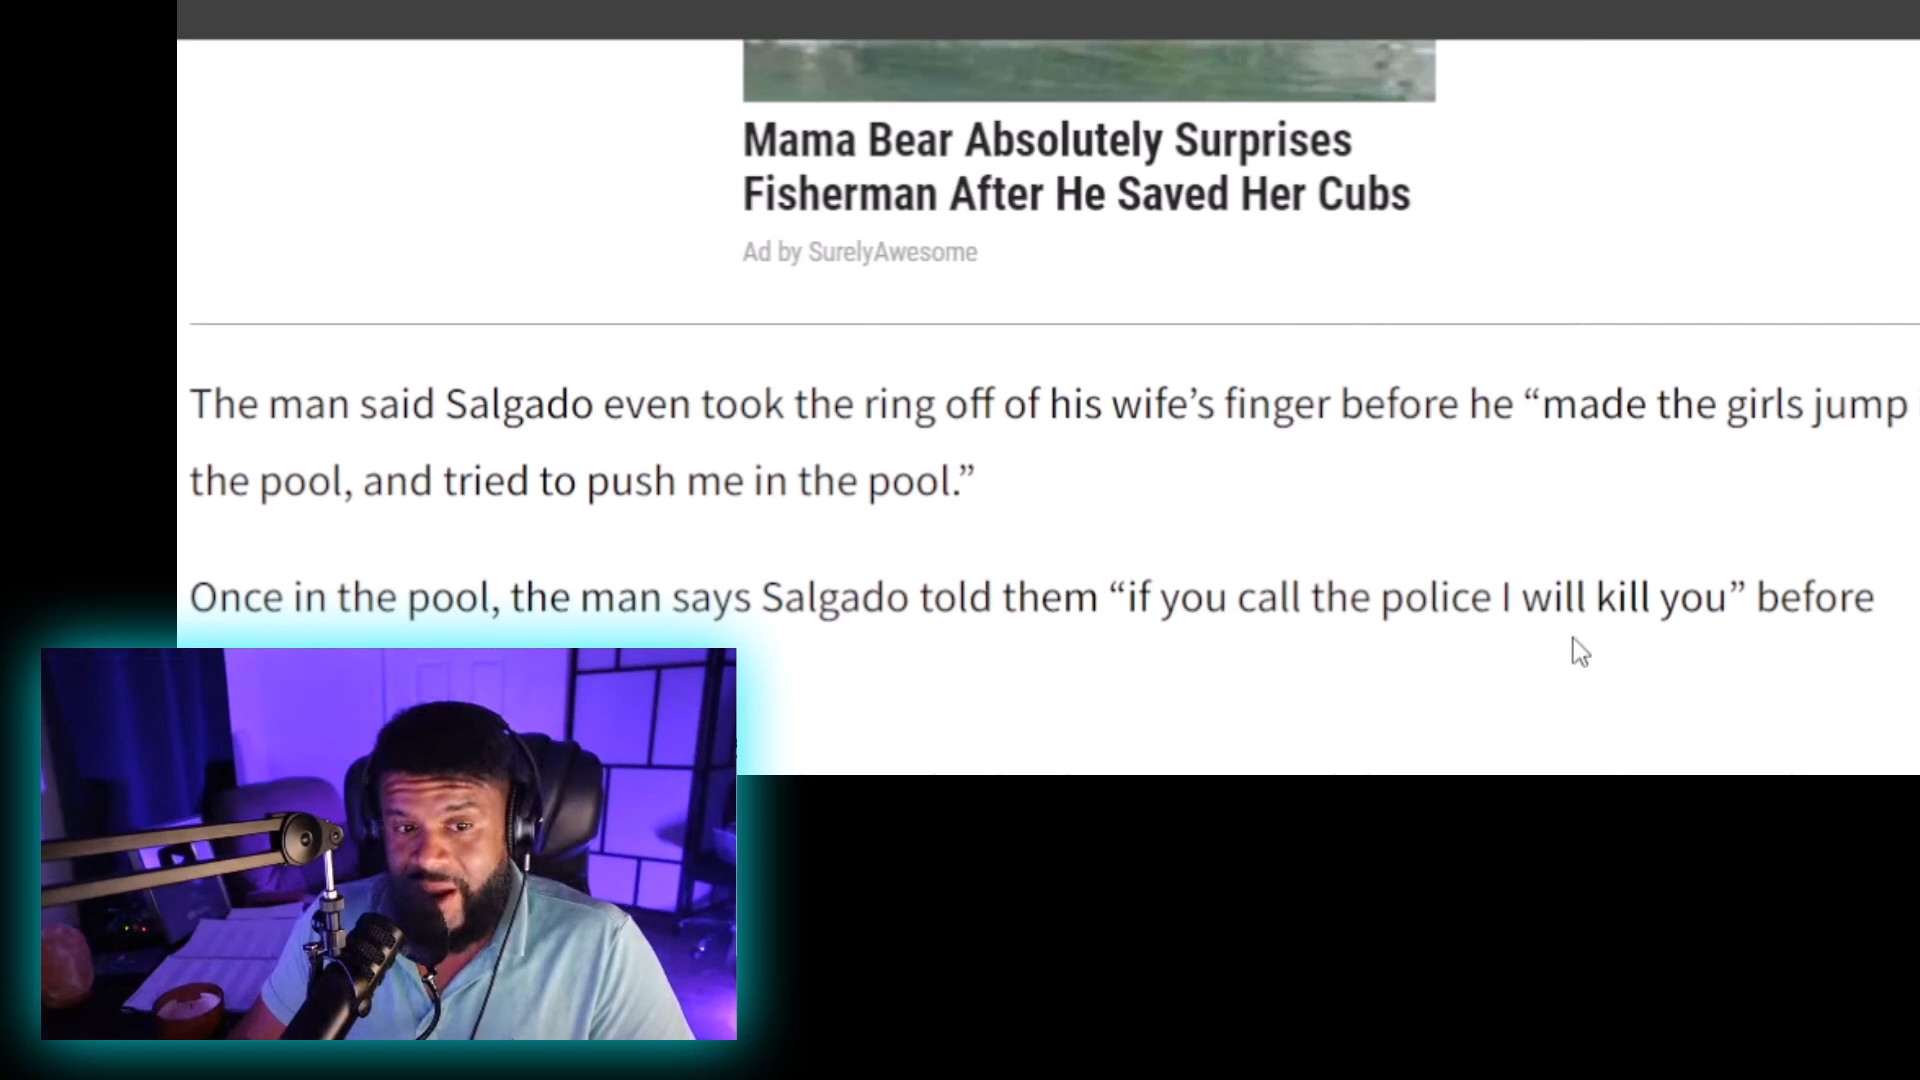 Mama Bear Absolutely Surprises
Fisherman After He Saved Her Cubs
Ad by SurelyAwesome
The man said Salgado even took the ring off of his wife’s finger before he “made the girls jump
the pool, and tried to push me in the pool.”
Once in the pool, the man says Salgado told them “if you call the police I will kill you” before